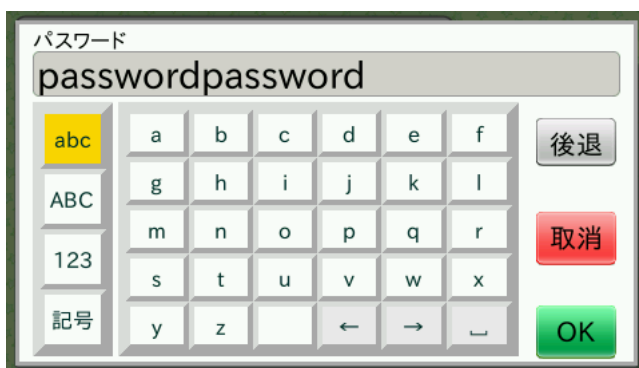 パスワード
passwordpassword
abc a b c d e f 後退
ABC g h i j k l
m n o p q r 取消
123 s t u v w x
記号 y z ← → ⎵ OK